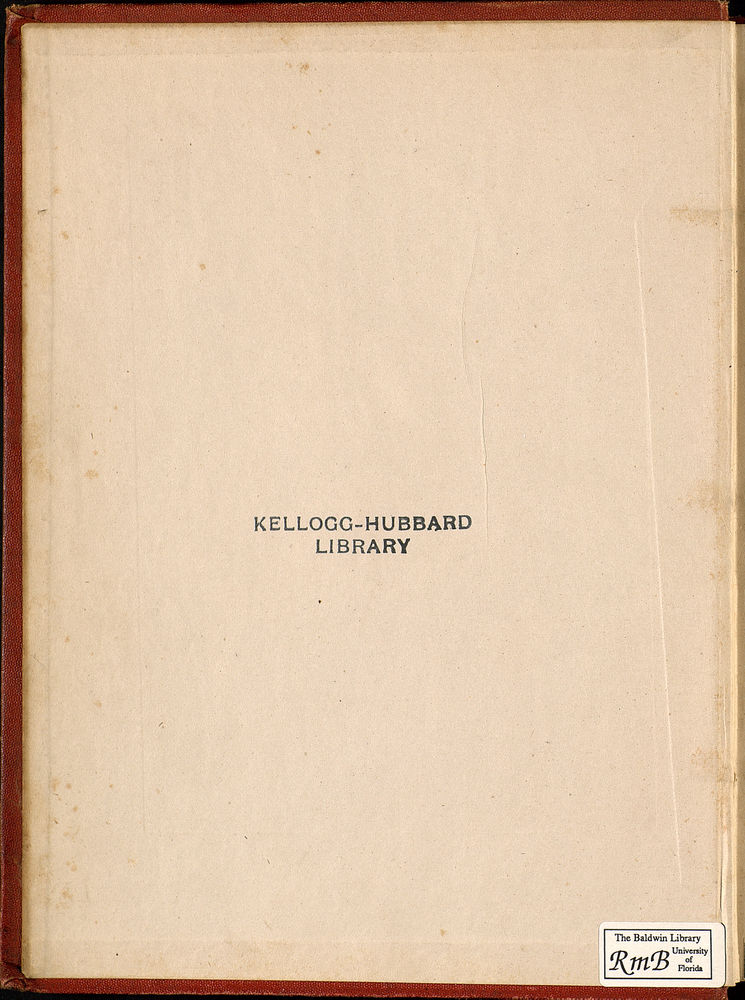 KELLOGG-HUBBARD
LIBRARY
The Baldwin Library
RmB University
of
Florida